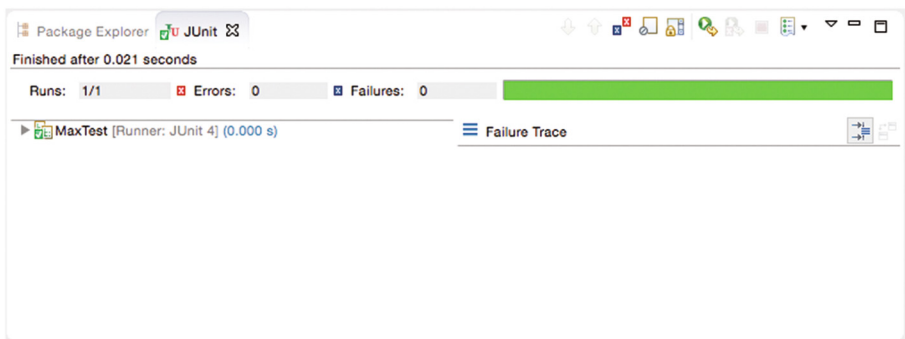 Package Explorer JU JUnit
Finished after 0.021 seconds
Runs: 1/1 Errors: 0 Failures: 0
MaxTest [Runner: JUnit 4] (0.000 s) Failure Trace